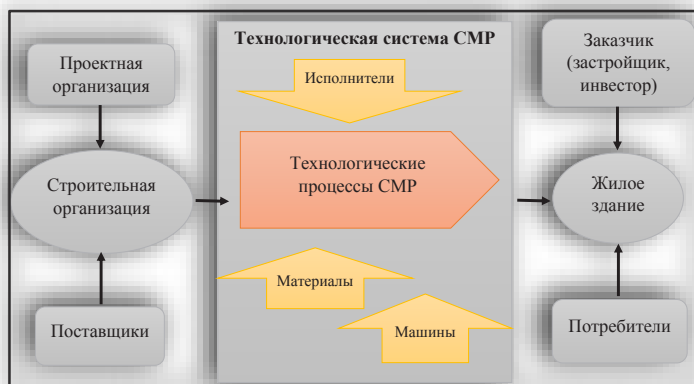 Проектная
организация
Строительная
организация
Поставщики
Технологическая система СМР
Исполнители
Технологические
процессы СМР
Материалы
Машины
Заказчик
(застройщик,
инвестор)
Жилое
здание
Потребители